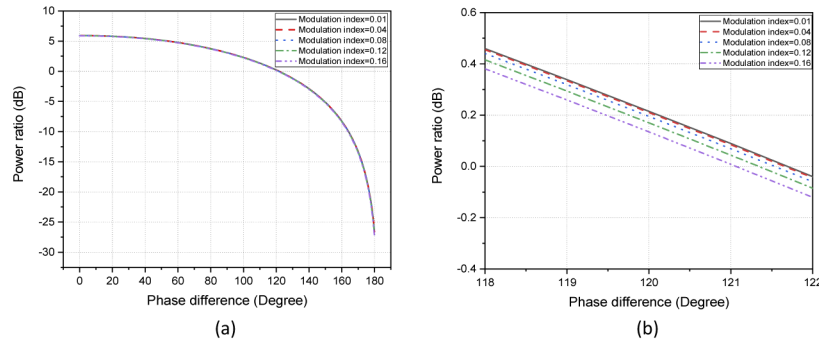 Modulation index=0.01
Modulation index=0.04
Modulation index=0.08
Modulation index=0.12
Modulation index=0.16
10
5
0
-5
-10
-15
-20
-25
-30
Power ratio (dB)
0 20 40 60 80 100 120 140 160 180
Phase difference (Degree)
(a)
Modulation index=0.01
Modulation index=0.04
Modulation index=0.08
Modulation index=0.12
Modulation index=0.16
0.6
0.4
0.2
0.0
-0.2
-0.4
Power ratio (dB)
118 119 120 121 122
Phase difference (Degree)
(b)